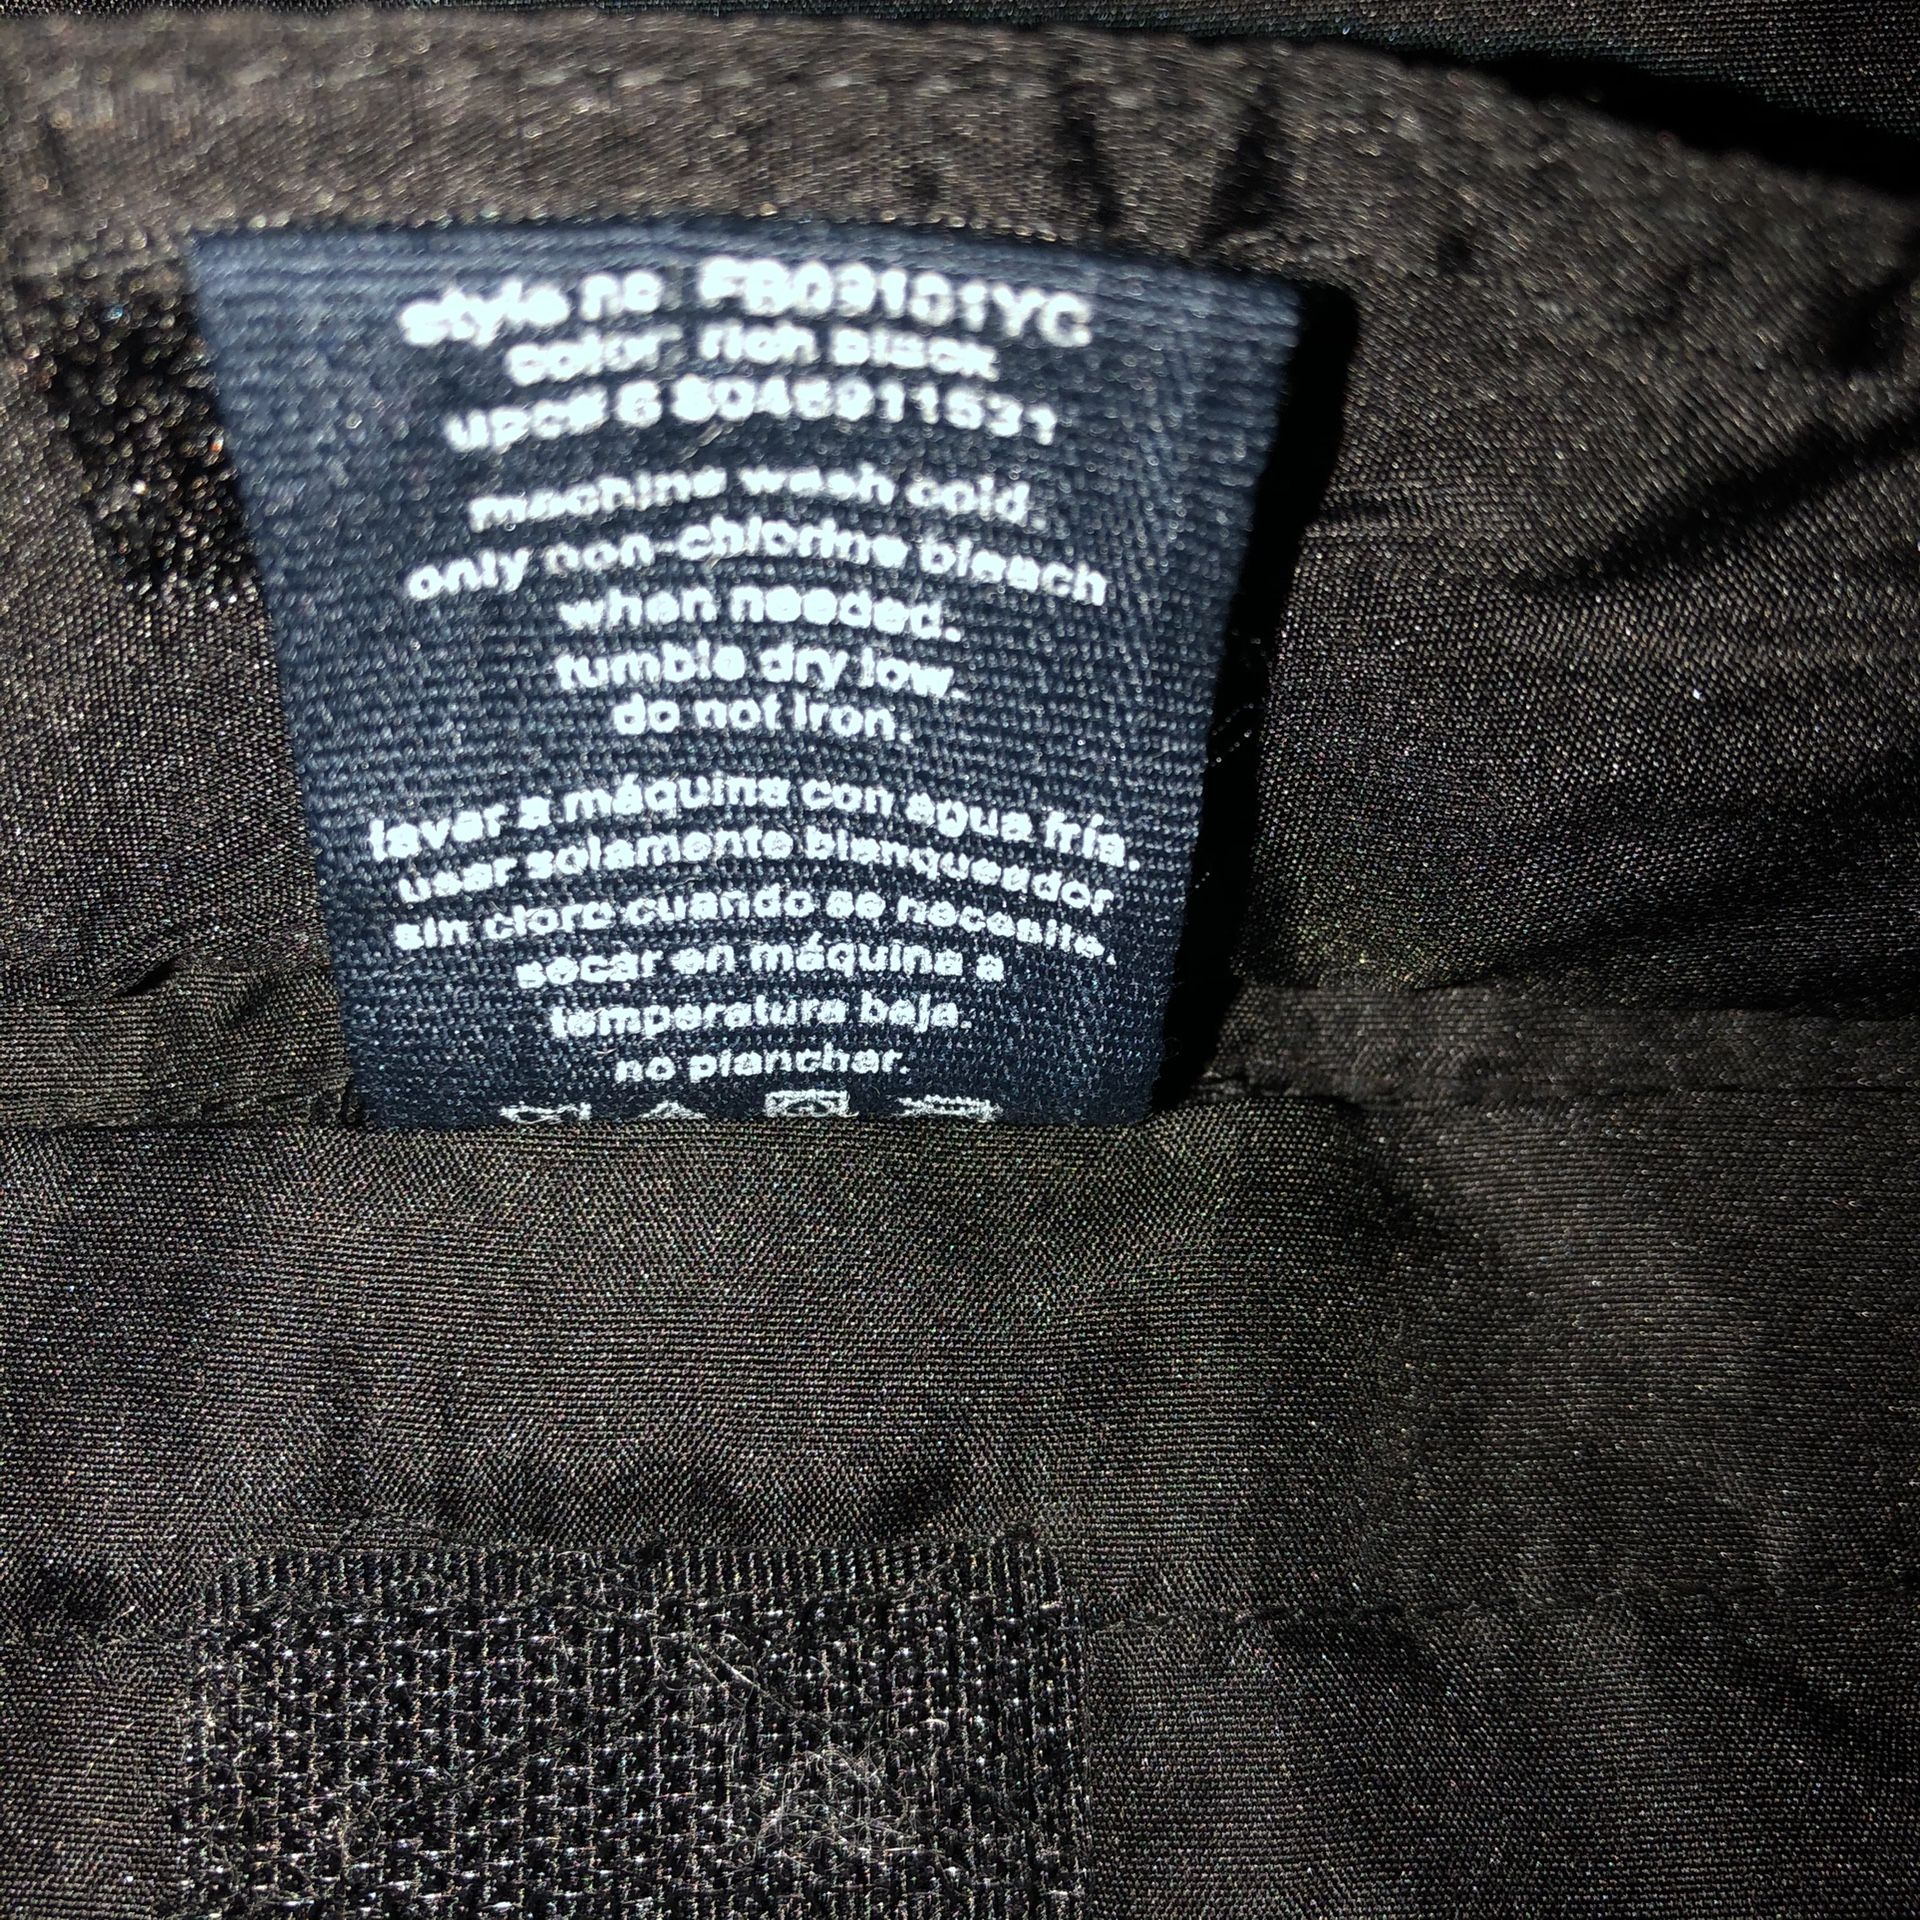 style no. FB09101YC
color: rich black
upc# 6 8046911531
machine wash cold.
only non-chlorine bleach
when needed.
tumble dry low.
do not iron.
lavar a máquina con agua fría.
usar solamente blanqueador
sin cloro cuando se necesite.
secar en máquina a
temperatura baja.
no planchar.